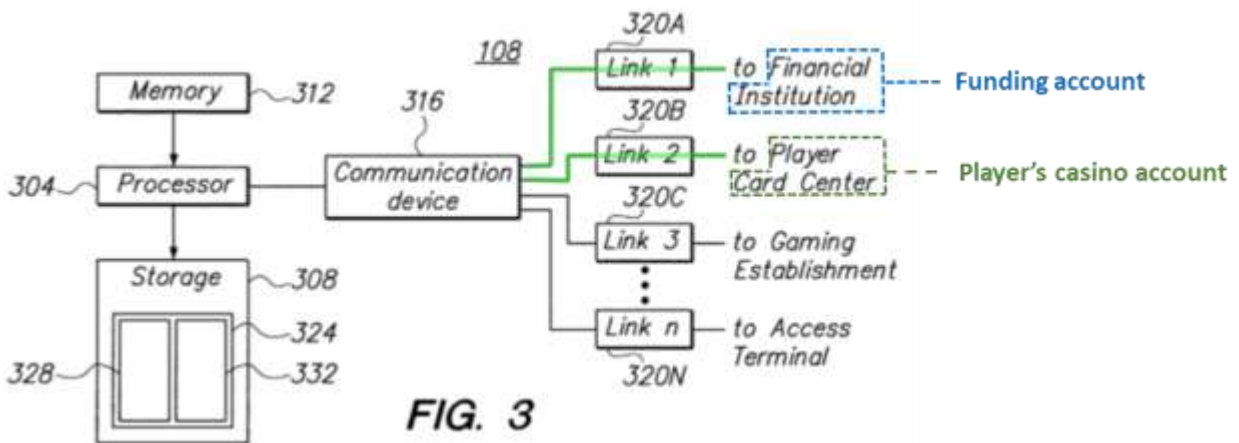 320A
108
Link 1
to Financial
Institution
Funding account
Memory
312
316
320B
Link 2
to Player
Card Center
Player's casino account
304
Processor
Communication
device
320C
Link 3
to Gaming
Establishment
Storage
308
324
328
332
Link n
to Access
Terminal
320N
FIG. 3